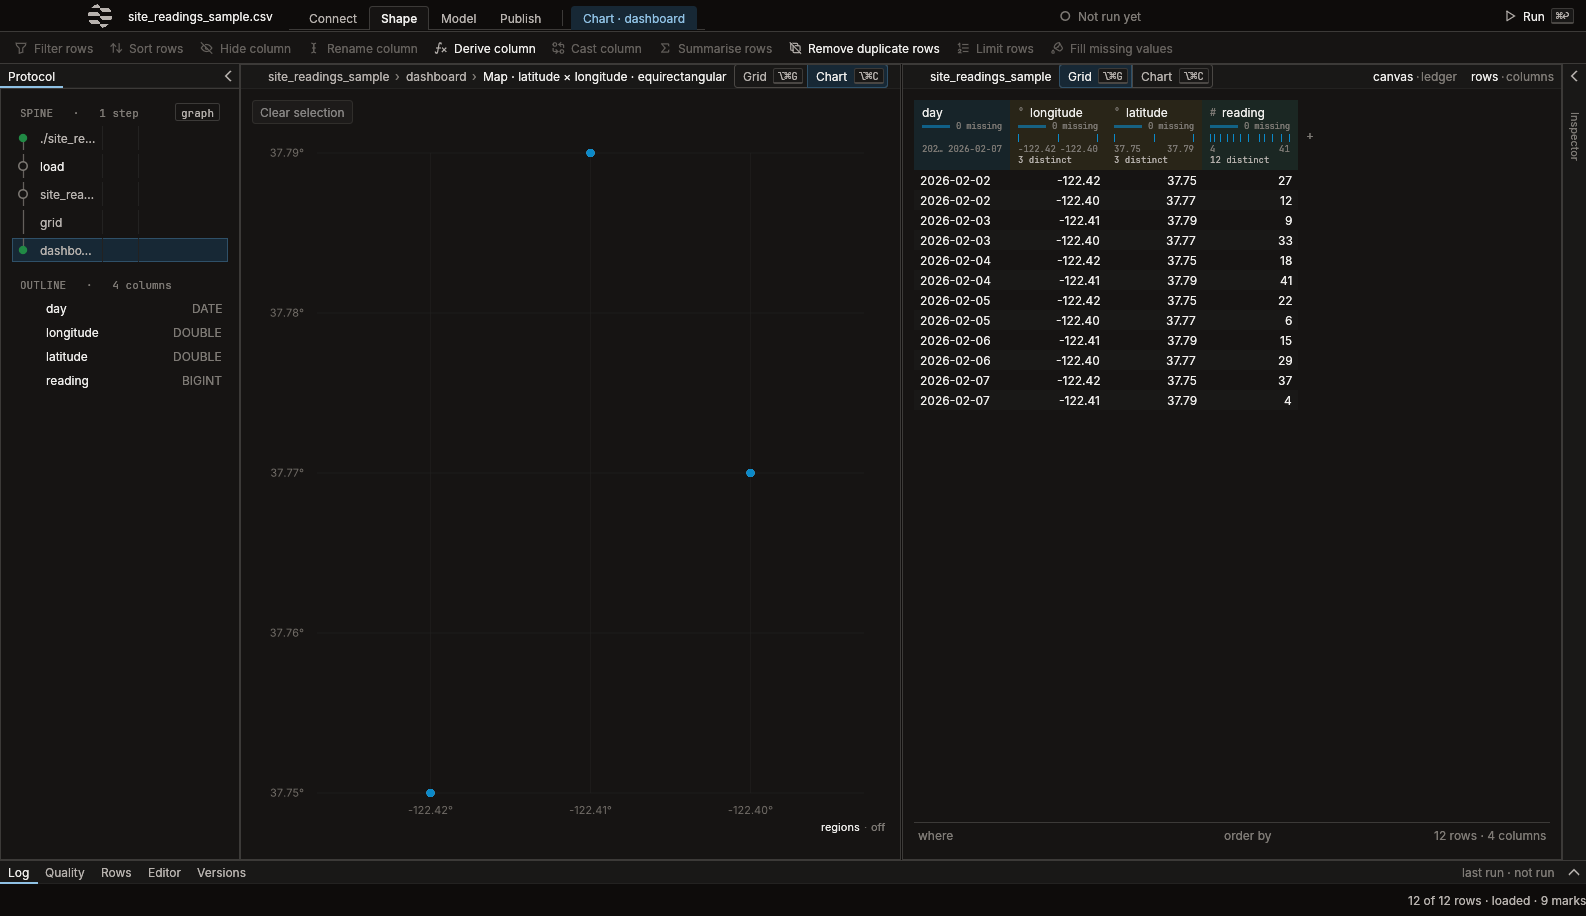 site_readings_sample.csv
Connect Shape Model Publish Chart · dashboard
Not run yet
Run ⌘⏎
Filter rows Sort rows Hide column Rename column Derive column Cast column Summarise rows Remove duplicate rows Limit rows Fill missing values
Protocol
SPINE · 1 step graph
./site_re...
load
site_rea...
grid
dashbo...
OUTLINE · 4 columns
day DATE
longitude DOUBLE
latitude DOUBLE
reading BIGINT
site_readings_sample › dashboard › Map · latitude × longitude · equirectangular Grid ⌥⌘G Chart ⌥⌘C
Clear selection
37.79°
37.78°
37.77°
37.76°
37.75°
-122.42° -122.41° -122.40°
regions · off
site_readings_sample Grid ⌥⌘G Chart ⌥⌘C canvas · ledger rows · columns
day ° longitude ° latitude # reading
0 missing 0 missing 0 missing 0 missing
202… 2026-02-07 -122.42 -122.40 37.75 37.79 4 41
3 distinct 3 distinct 12 distinct
+
2026-02-02 -122.42 37.75 27
2026-02-02 -122.40 37.77 12
2026-02-03 -122.41 37.79 9
2026-02-03 -122.40 37.77 33
2026-02-04 -122.42 37.75 18
2026-02-04 -122.41 37.79 41
2026-02-05 -122.42 37.75 22
2026-02-05 -122.40 37.77 6
2026-02-06 -122.41 37.79 15
2026-02-06 -122.40 37.77 29
2026-02-07 -122.42 37.75 37
2026-02-07 -122.41 37.79 4
where order by 12 rows · 4 columns
Inspector
Log Quality Rows Editor Versions
last run · not run
12 of 12 rows · loaded · 9 marks